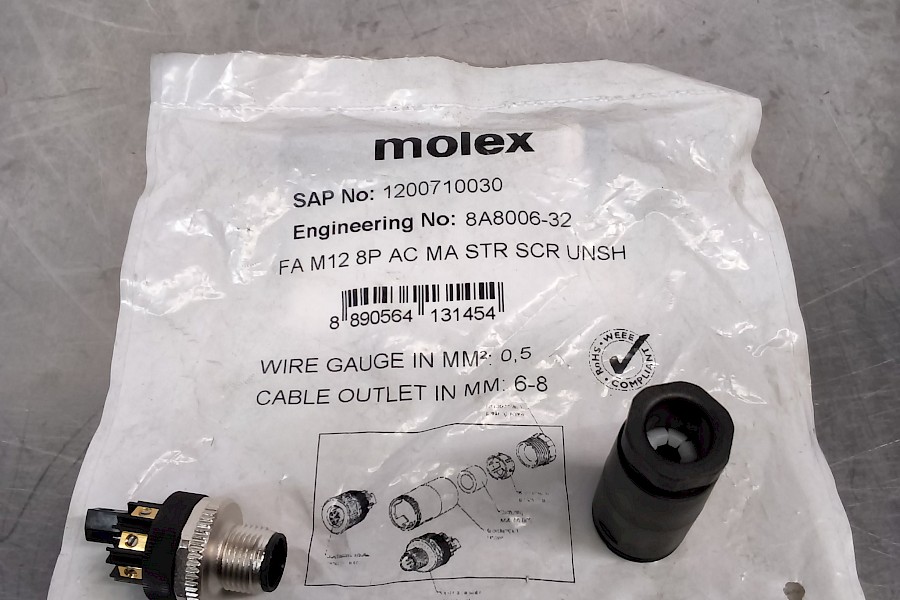 molex
SAP No: 1200710030
Engineering No: 8A8006-32
FA M12 8P AC MA STR SCR UNSH
8 890564 131454
WIRE GAUGE IN MM²: 0,5
RoHS • WEEE
COMPLIANT
CABLE OUTLET IN MM: 6-8